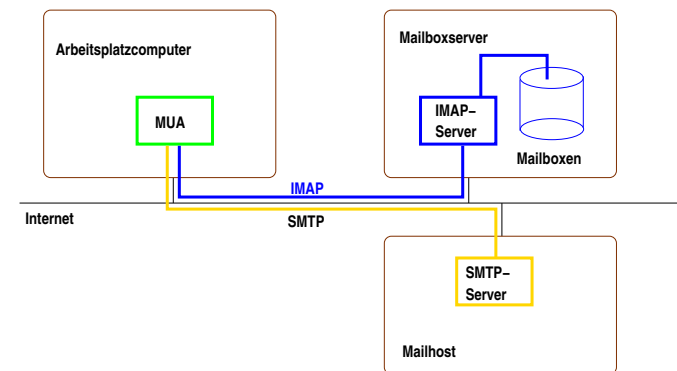 Arbeitsplatzcomputer
MUA
Mailboxserver
IMAP–
Server
Mailboxen
IMAP
Internet
SMTP
SMTP–
Server
Mailhost